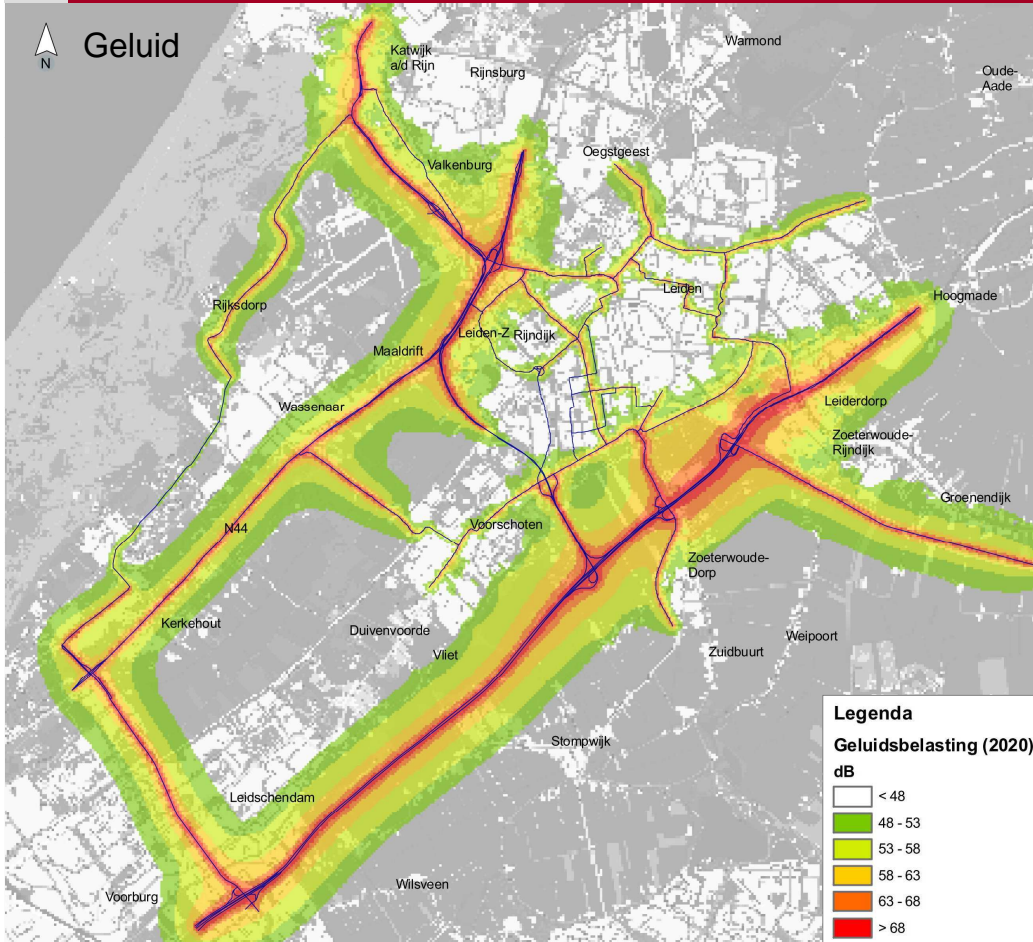 Geluid
N
Katwijk
a/d Rijn
Rijnsburg
Warmond
Oude-
Aade
Valkenburg
Oegstgeest
Rijksdorp
Leiden
Hoogmade
Leiden-Z
Rijndijk
Maaldrift
Wassenaar
Leiderdorp
Zoeterwoude-
Rijndijk
Groenendijk
N44
Voorschoten
Zoeterwoude-
Dorp
Kerkehout
Duivenvoorde
Weipoort
Vliet
Zuidbuurt
Stompwijk
Leidschendam
Voorburg
Wilsveen
Legenda
Geluidsbelasting (2020)
dB
< 48
48 - 53
53 - 58
58 - 63
63 - 68
> 68